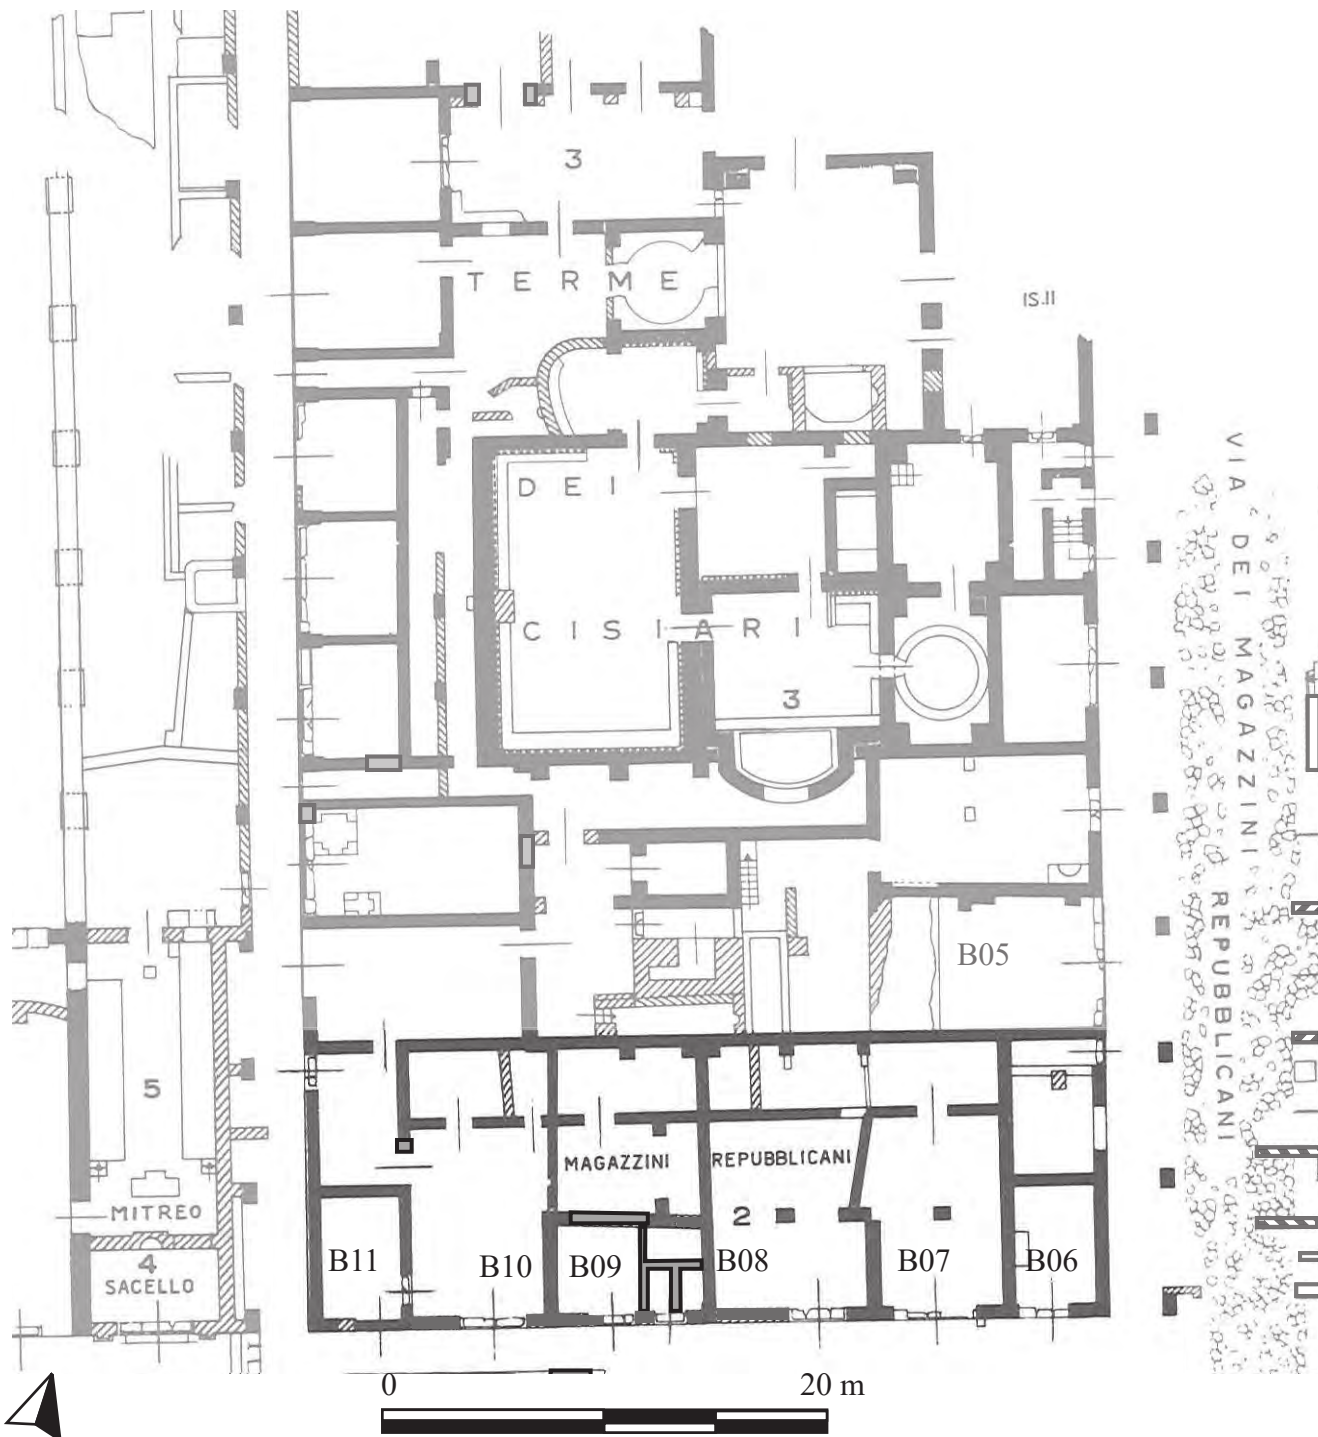 3
TERME
IS.II
DEI
CISIARI
3
VIA DEI MAGAZZINI REPUBBLICANI
B05
5
MAGAZZINI
REPUBBLICANI
MITREO
2
4
SACELLO
B11
B10
B09
B08
B07
B06
0
20 m